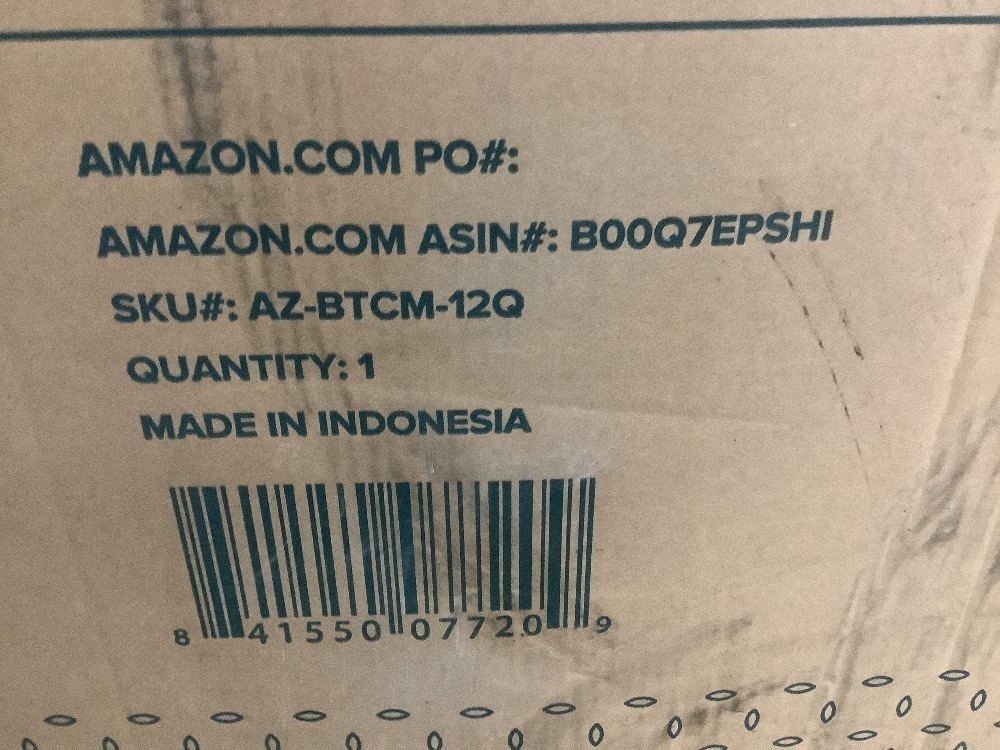 AMAZON.COM PO#:
AMAZON.COM ASIN#: B00Q7EPSHI
SKU#: AZ-BTCM-12Q
QUANTITY: 1
MADE IN INDONESIA
8 41550 07720 9